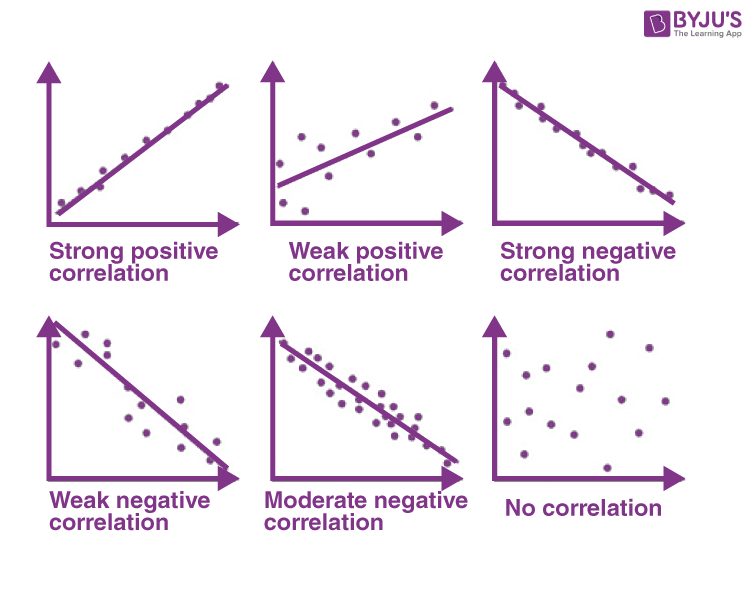 BYJU'S
The Learning App
Strong positive
correlation
Weak positive
correlation
Strong negative
correlation
Weak negative
correlation
Moderate negative
correlation
No correlation